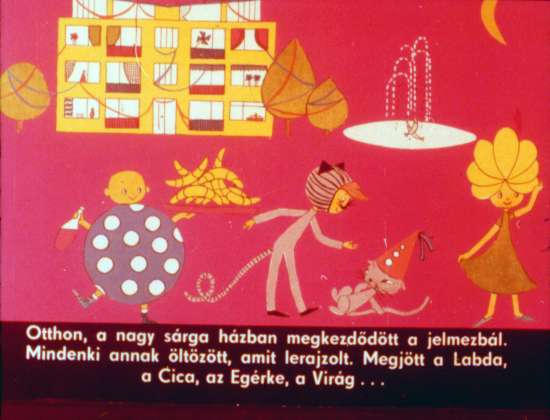 Otthon, a nagy sárga házban megkezdődött a jelmezbál.
Mindenki annak öltözött, amit lerajzolt. Megjött a Labda,
a Cica, az Egérke, a Virág . . .